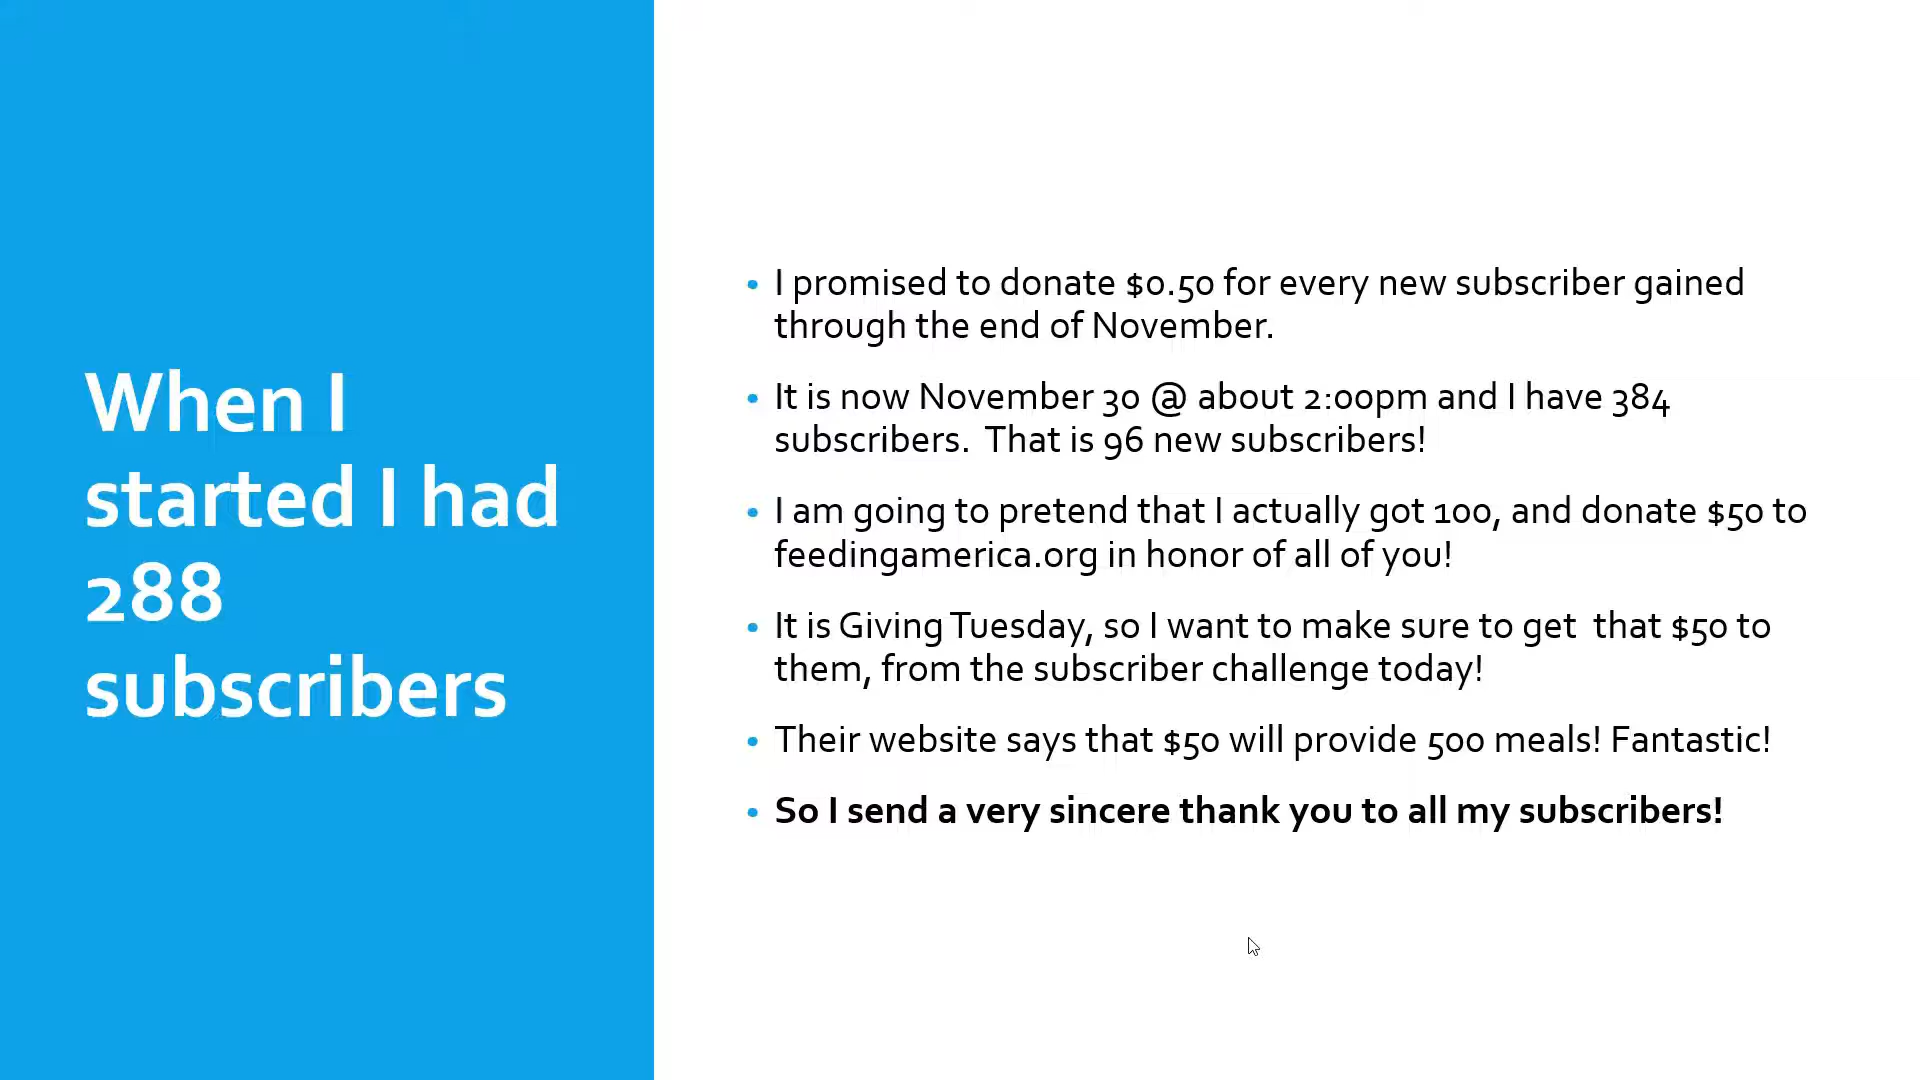 When I
started I had
288
subscribers
• I promised to donate $0.50 for every new subscriber gained
through the end of November.
• It is now November 30 @ about 2:00pm and I have 384
subscribers.  That is 96 new subscribers!
• I am going to pretend that I actually got 100, and donate $50 to
feedingamerica.org in honor of all of you!
• It is Giving Tuesday, so I want to make sure to get  that $50 to
them, from the subscriber challenge today!
• Their website says that $50 will provide 500 meals! Fantastic!
• So I send a very sincere thank you to all my subscribers!